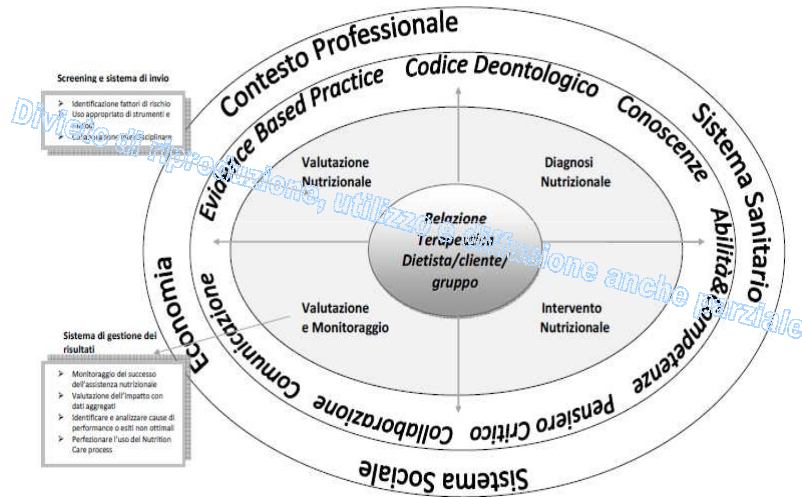 Contesto Professionale
Sistema Sanitario
Economia
Sistema Sociale
Evidence Based Practice
Codice Deontologico
Conoscenze
Abilità&competenze
Pensiero Critico
Collaborazione
Comunicazione
Screening e sistema di invio
Identificazione fattori di rischio
Uso appropriato di strumenti e
Valutazione
Nutrizionale
Diagnosi
Nutrizionale
Relazione
Terapeutica
Dietista/cliente/
gruppo
Valutazione
e Monitoraggio
Intervento
Nutrizionale
Sistema di gestione dei
risultati
Monitoraggio del successo
dell'assistenza nutrizionale
Valutazione dell'impatto con
dati aggregati
Identificare e analizzare cause di
performance o esiti non ottimali
Perfezionare l'uso del Nutrition
Care process
Divieto di riproduzione, utilizzo e diffusione anche parziale